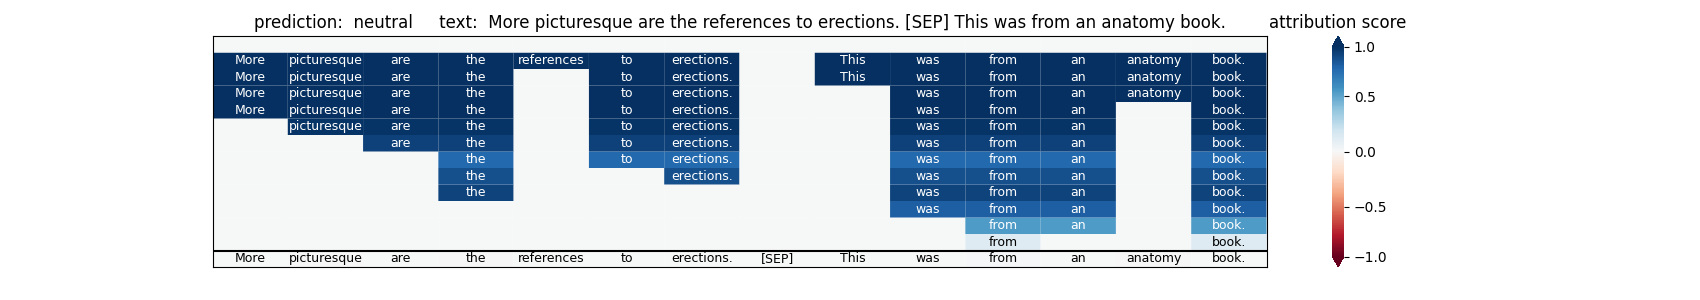 prediction:  neutral     text:  More picturesque are the references to erections. [SEP] This was from an anatomy book.     attribution score
More picturesque are the references to erections. This was from an anatomy book. 1.0
More picturesque are the to erections. This was from an anatomy book.
More picturesque are the to erections. was from an anatomy book. 0.5
More picturesque are the to erections. was from an book.
picturesque are the to erections. was from an book.
are the to erections. was from an book.
the to erections. was from an book. 0.0
the erections. was from an book.
the was from an book.
was from an book. −0.5
from an book.
from book.
More picturesque are the references to erections. [SEP] This was from an anatomy book. −1.0